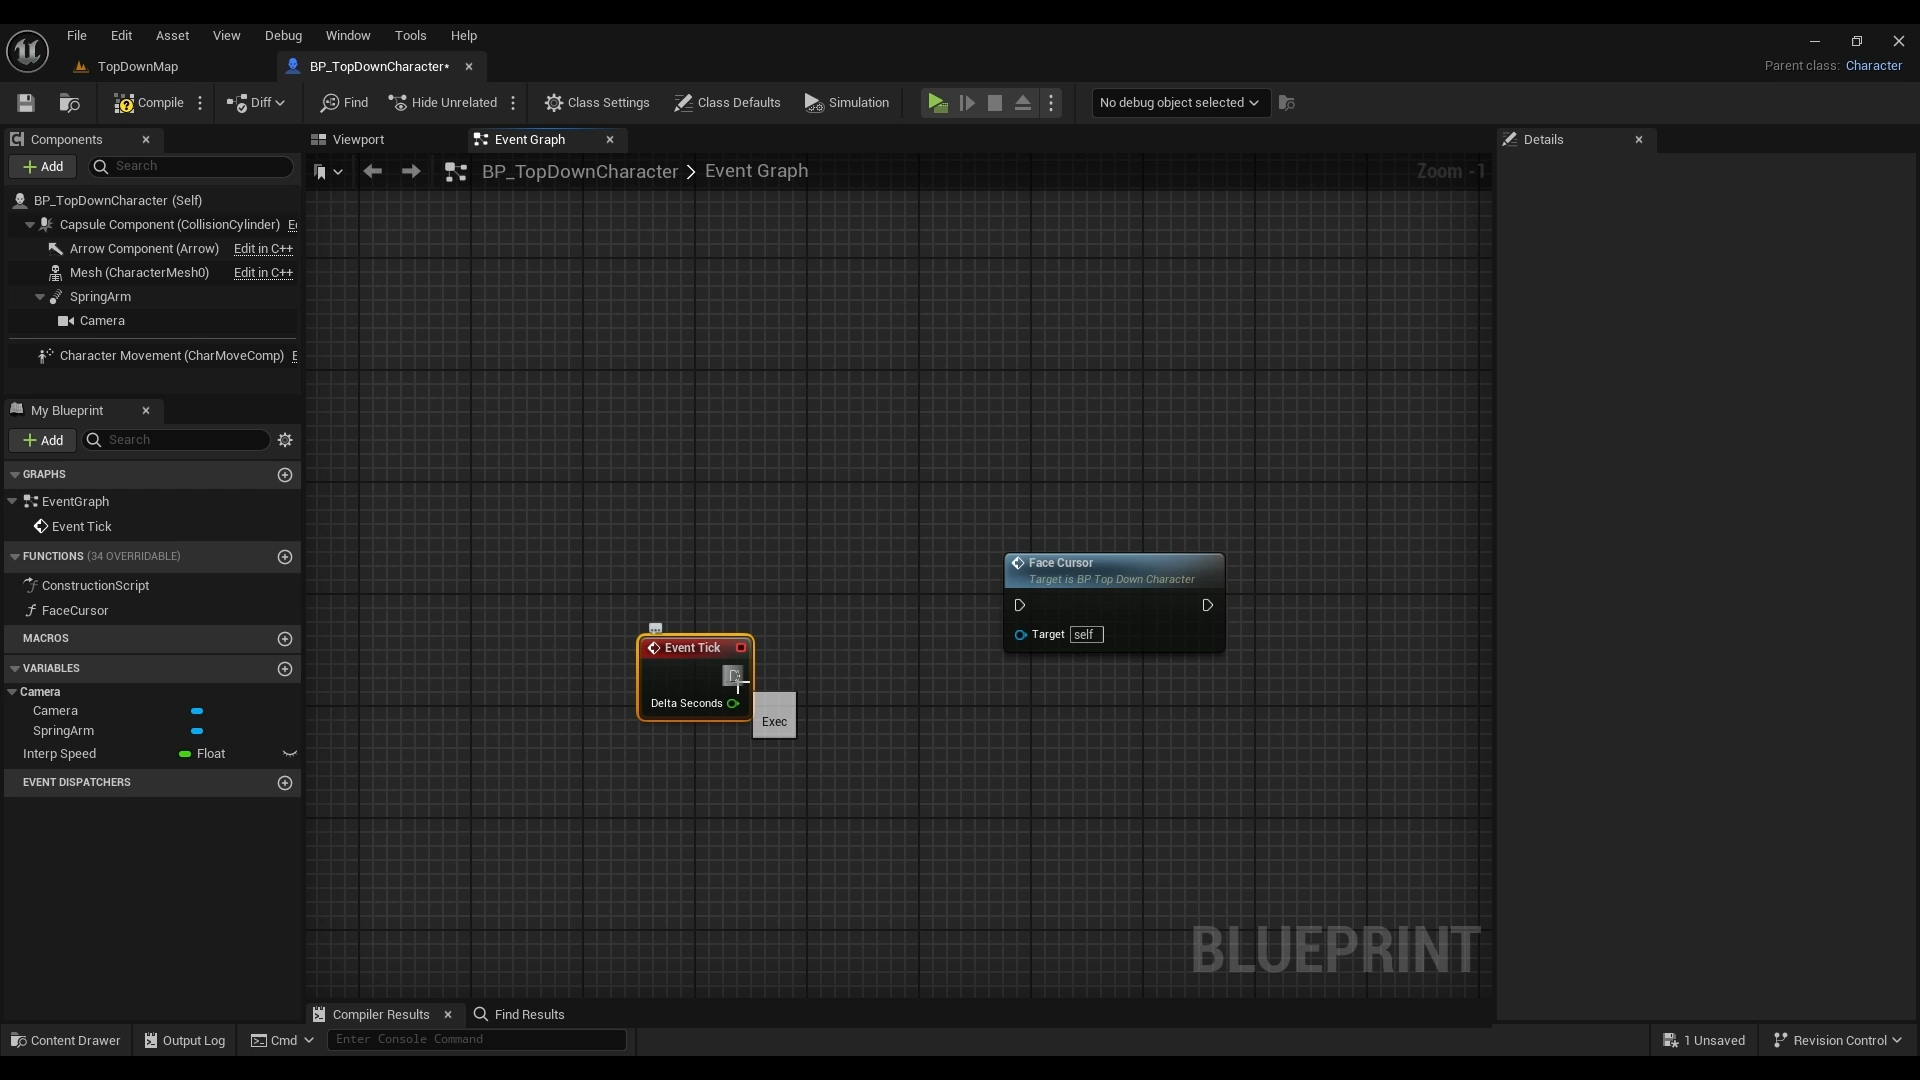 File Edit Asset View Debug Window Tools Help
TopDownMap
BP_TopDownCharacter*
Parent class: Character
Compile
Diff
Find
Hide Unrelated
Class Settings
Class Defaults
Simulation
No debug object selected
Components
Add
Search
BP_TopDownCharacter (Self)
Capsule Component (CollisionCylinder)
Arrow Component (Arrow) Edit in C++
Mesh (CharacterMesh0) Edit in C++
SpringArm
Camera
Character Movement (CharMoveComp) E
My Blueprint
Add
Search
GRAPHS
EventGraph
Event Tick
FUNCTIONS (34 OVERRIDABLE)
ConstructionScript
FaceCursor
MACROS
VARIABLES
Camera
Camera
SpringArm
Interp Speed Float
EVENT DISPATCHERS
Viewport
Event Graph
BP_TopDownCharacter > Event Graph
Zoom -1
Face Cursor
Target is BP Top Down Character
Target self
Event Tick
Delta Seconds
Exec
BLUEPRINT
Details
Compiler Results
Find Results
Content Drawer
Output Log
Cmd
Enter Console Command
1 Unsaved
Revision Control